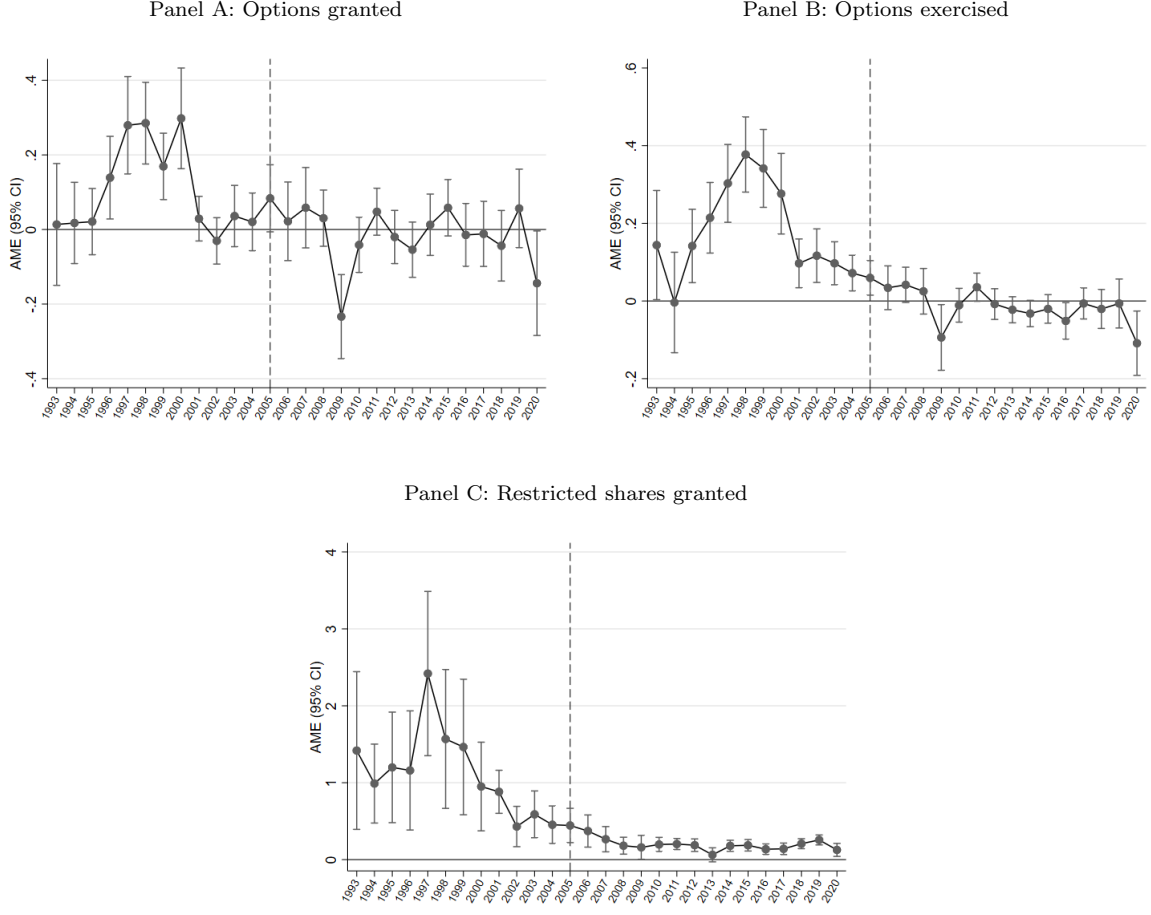 Panel A: Options granted
AME (95% CI)
.4
.2
0
-.2
-.4
1993 1994 1995 1996 1997 1998 1999 2000 2001 2002 2003 2004 2005 2006 2007 2008 2009 2010 2011 2012 2013 2014 2015 2016 2017 2018 2019 2020
Panel B: Options exercised
AME (95% CI)
.6
.4
.2
0
-.2
1993 1994 1995 1996 1997 1998 1999 2000 2001 2002 2003 2004 2005 2006 2007 2008 2009 2010 2011 2012 2013 2014 2015 2016 2017 2018 2019 2020
Panel C: Restricted shares granted
AME (95% CI)
4
3
2
1
0
1993 1994 1995 1996 1997 1998 1999 2000 2001 2002 2003 2004 2005 2006 2007 2008 2009 2010 2011 2012 2013 2014 2015 2016 2017 2018 2019 2020